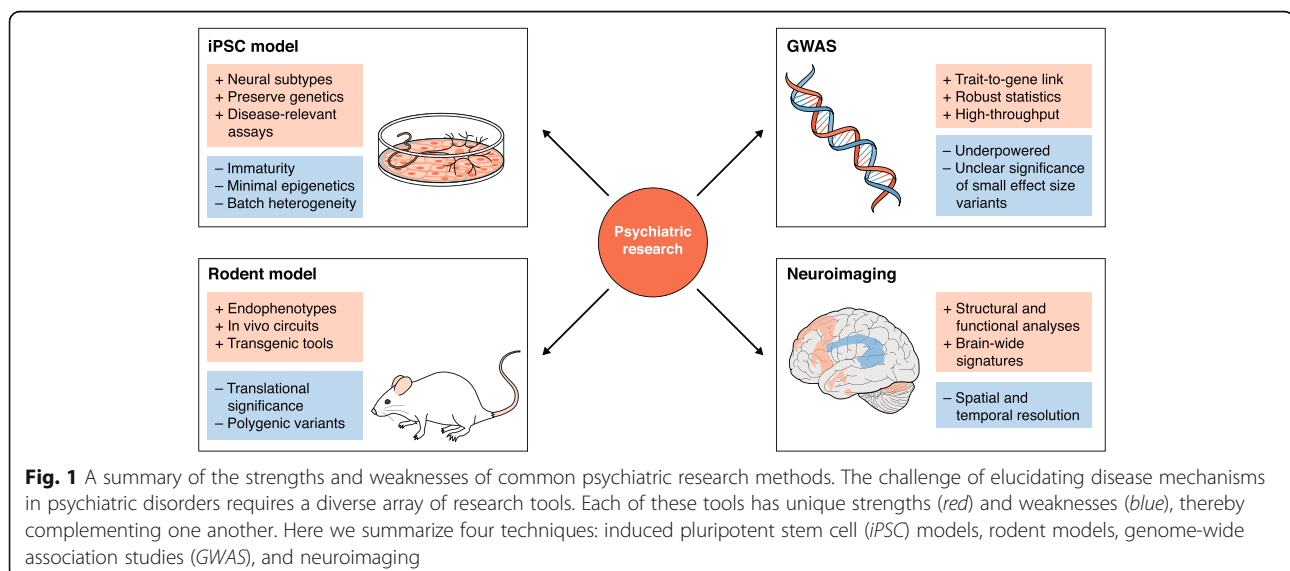 iPSC model
+ Neural subtypes
+ Preserve genetics
+ Disease-relevant
assays
– Immaturity
– Minimal epigenetics
– Batch heterogeneity
GWAS
+ Trait-to-gene link
+ Robust statistics
+ High-throughput
– Underpowered
– Unclear significance
of small effect size
variants
Psychiatric
research
Rodent model
+ Endophenotypes
+ In vivo circuits
+ Transgenic tools
– Translational
significance
– Polygenic variants
Neuroimaging
+ Structural and
functional analyses
+ Brain-wide
signatures
– Spatial and
temporal resolution
Fig. 1 A summary of the strengths and weaknesses of common psychiatric research methods. The challenge of elucidating disease mechanisms
in psychiatric disorders requires a diverse array of research tools. Each of these tools has unique strengths (red) and weaknesses (blue), thereby
complementing one another. Here we summarize four techniques: induced pluripotent stem cell (iPSC) models, rodent models, genome-wide
association studies (GWAS), and neuroimaging